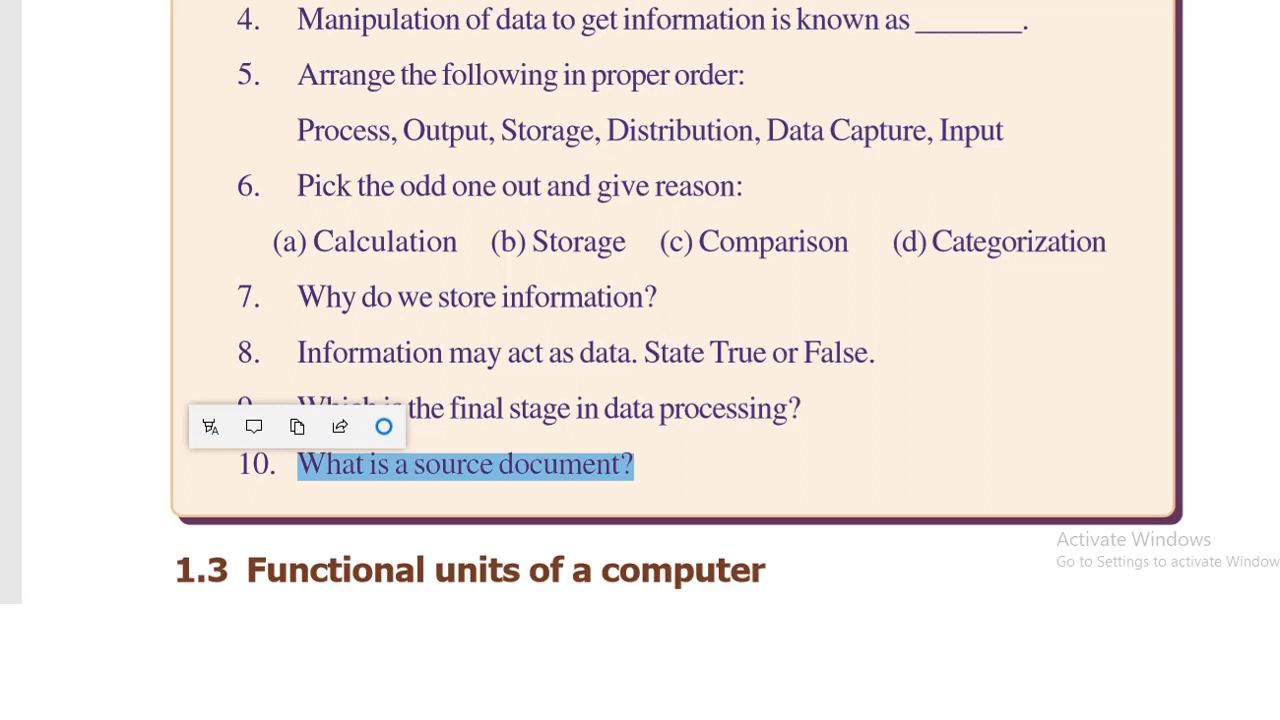 4. Manipulation of data to get information is known as _______.
5. Arrange the following in proper order:
Process, Output, Storage, Distribution, Data Capture, Input
6. Pick the odd one out and give reason:
(a) Calculation (b) Storage (c) Comparison (d) Categorization
7. Why do we store information?
8. Information may act as data. State True or False.
9. Which is the final stage in data processing?
10. What is a source document?
1.3 Functional units of a computer
Activate Windows
Go to Settings to activate Window